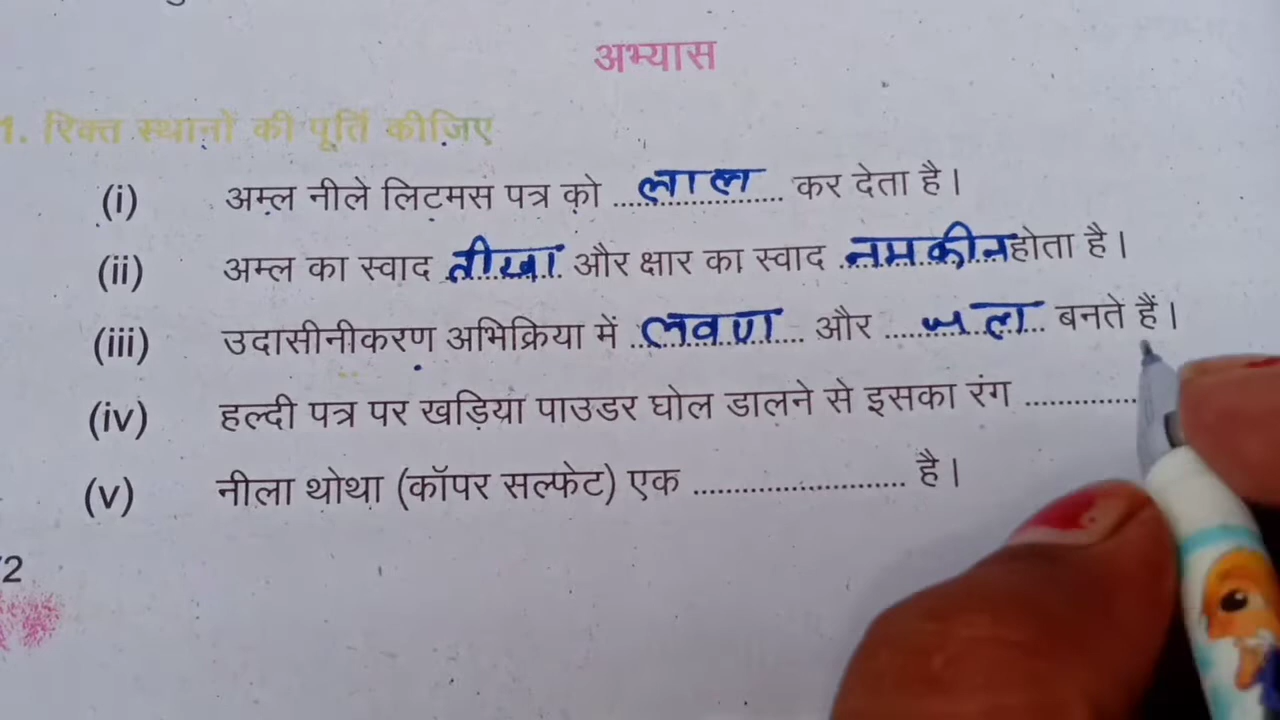 अभ्यास
1. रिक्त स्थानों की पूर्ति कीजिए
(i) अम्ल नीले लिटमस पत्र को ..लाल.. कर देता है।
(ii) अम्ल का स्वाद ..तीखा.. और क्षार का स्वाद ..नमकीन होता है।
(iii) उदासीनीकरण अभिक्रिया में ..लवण.. और ..जल.. बनते हैं।
(iv) हल्दी पत्र पर खड़िया पाउडर घोल डालने से इसका रंग ..............
(v) नीला थोथा (कॉपर सल्फेट) एक .......................... है।